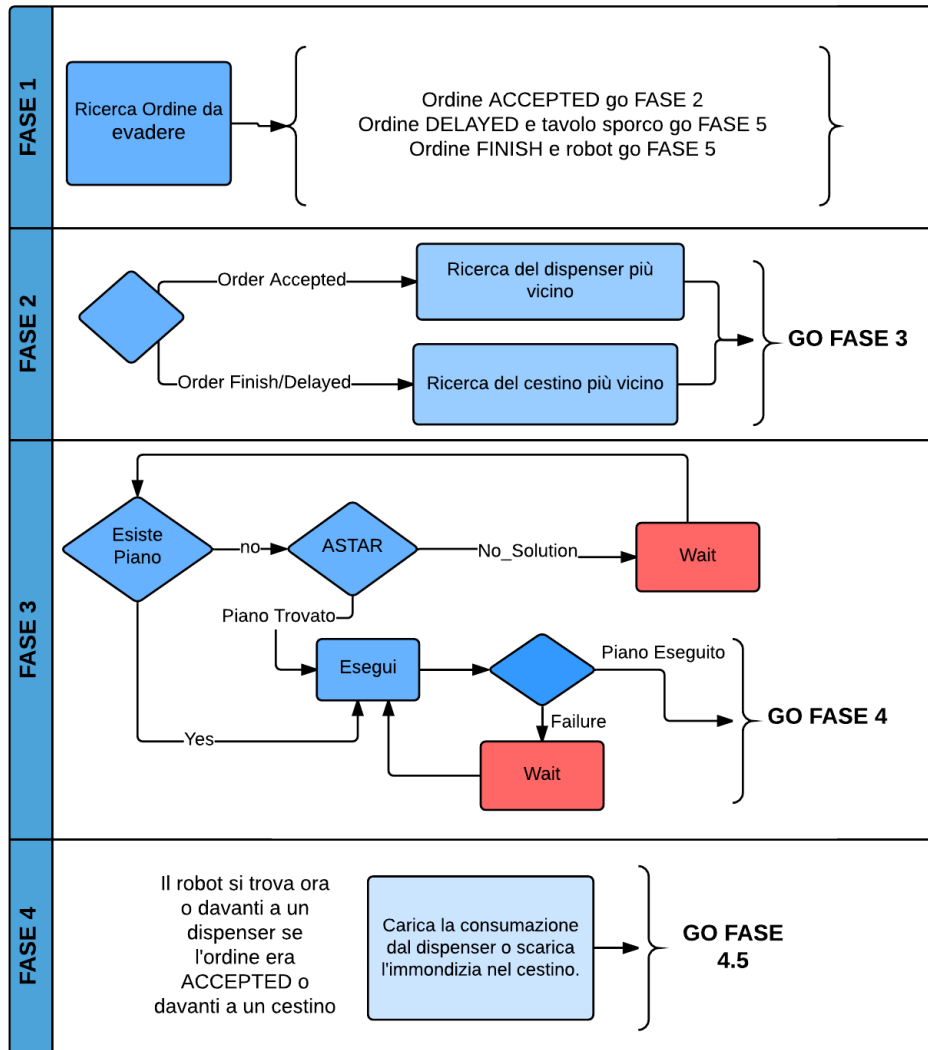 FASE 1
Ricerca Ordine da
evadere
Ordine ACCEPTED go FASE 2
Ordine DELAYED e tavolo sporco go FASE 5
Ordine FINISH e robot go FASE 5
FASE 2
Order Accepted
Ricerca del dispenser più
vicino
Order Finish/Delayed
Ricerca del cestino più vicino
GO FASE 3
FASE 3
Esiste
Piano
no
ASTAR
No_Solution
Wait
Piano Trovato
Esegui
Piano Eseguito
Failure
Wait
Yes
GO FASE 4
FASE 4
Il robot si trova ora
o davanti a un
dispenser se
l'ordine era
ACCEPTED o
davanti a un cestino
Carica la consumazione
dal dispenser o scarica
l'immondizia nel cestino.
GO FASE
4.5